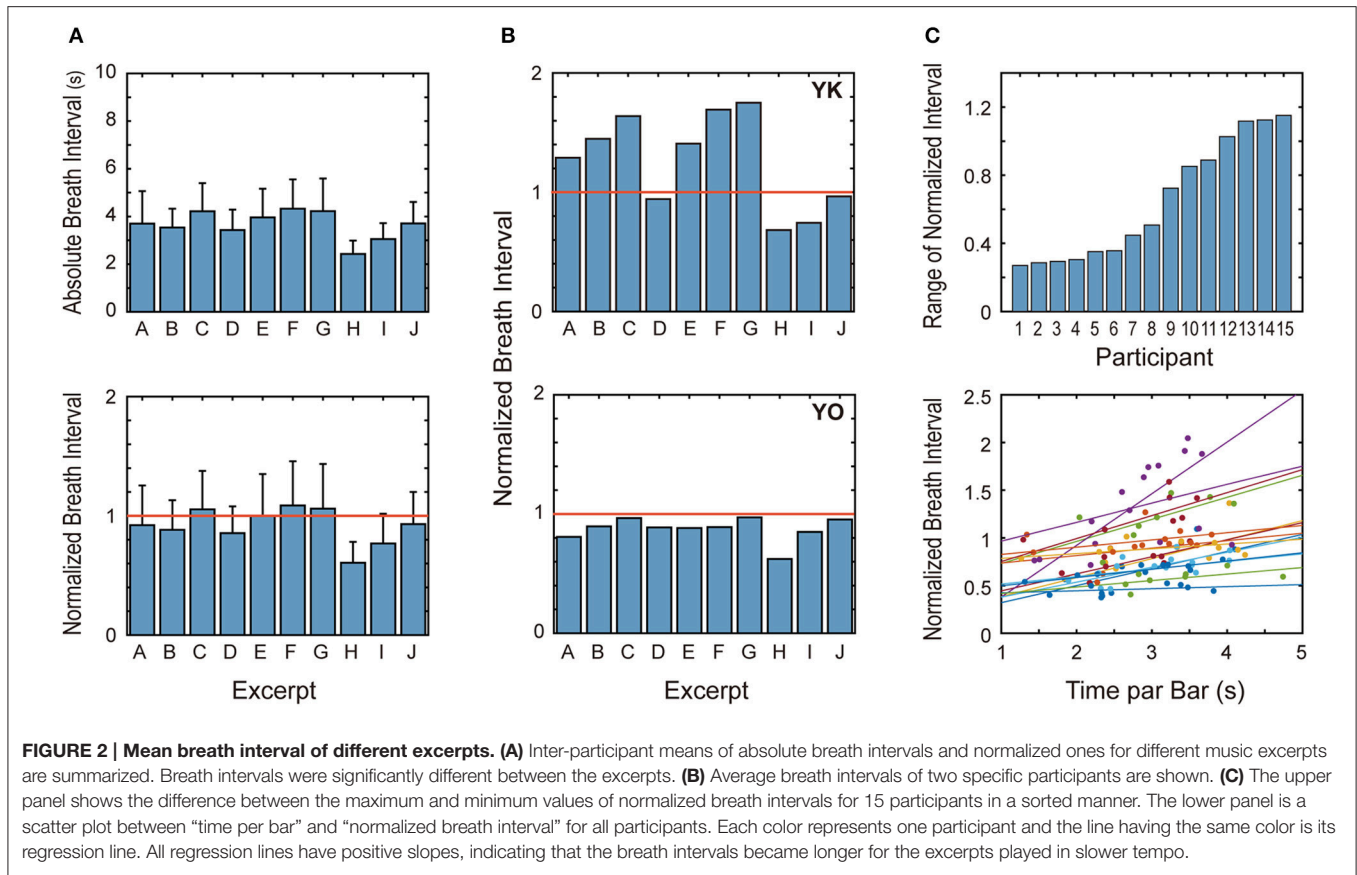 A
B
C
10
8
6
4
2
0
Absolute Breath Interval (s)
A B C D E F G H I J
2
1
0
Normalized Breath Interval
A B C D E F G H I J
Excerpt
2
1
0
YK
A B C D E F G H I J
Normalized Breath Interval
2
1
0
YO
A B C D E F G H I J
Excerpt
1.2
0.8
0.4
0
Range of Normalized Interval
1 2 3 4 5 6 7 8 9 10 11 12 13 14 15
Participant
2.5
2
1.5
1
0.5
0
Normalized Breath Interval
1 2 3 4 5
Time par Bar (s)
FIGURE 2 | Mean breath interval of different excerpts. (A) Inter-participant means of absolute breath intervals and normalized ones for different music excerpts
are summarized. Breath intervals were significantly different between the excerpts. (B) Average breath intervals of two specific participants are shown. (C) The upper
panel shows the difference between the maximum and minimum values of normalized breath intervals for 15 participants in a sorted manner. The lower panel is a
scatter plot between “time per bar” and “normalized breath interval” for all participants. Each color represents one participant and the line having the same color is its
regression line. All regression lines have positive slopes, indicating that the breath intervals became longer for the excerpts played in slower tempo.